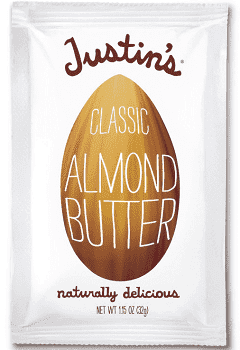 Justin's®
CLASSIC
ALMOND
BUTTER
naturally delicious
NET WT 1.15 OZ (32g)